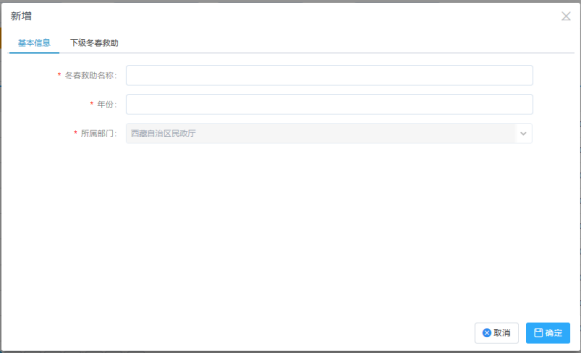 新增
基本信息 下级冬春救助
* 冬春救助名称:
* 年份:
* 所属部门: 西藏自治区民政厅
取消 确定